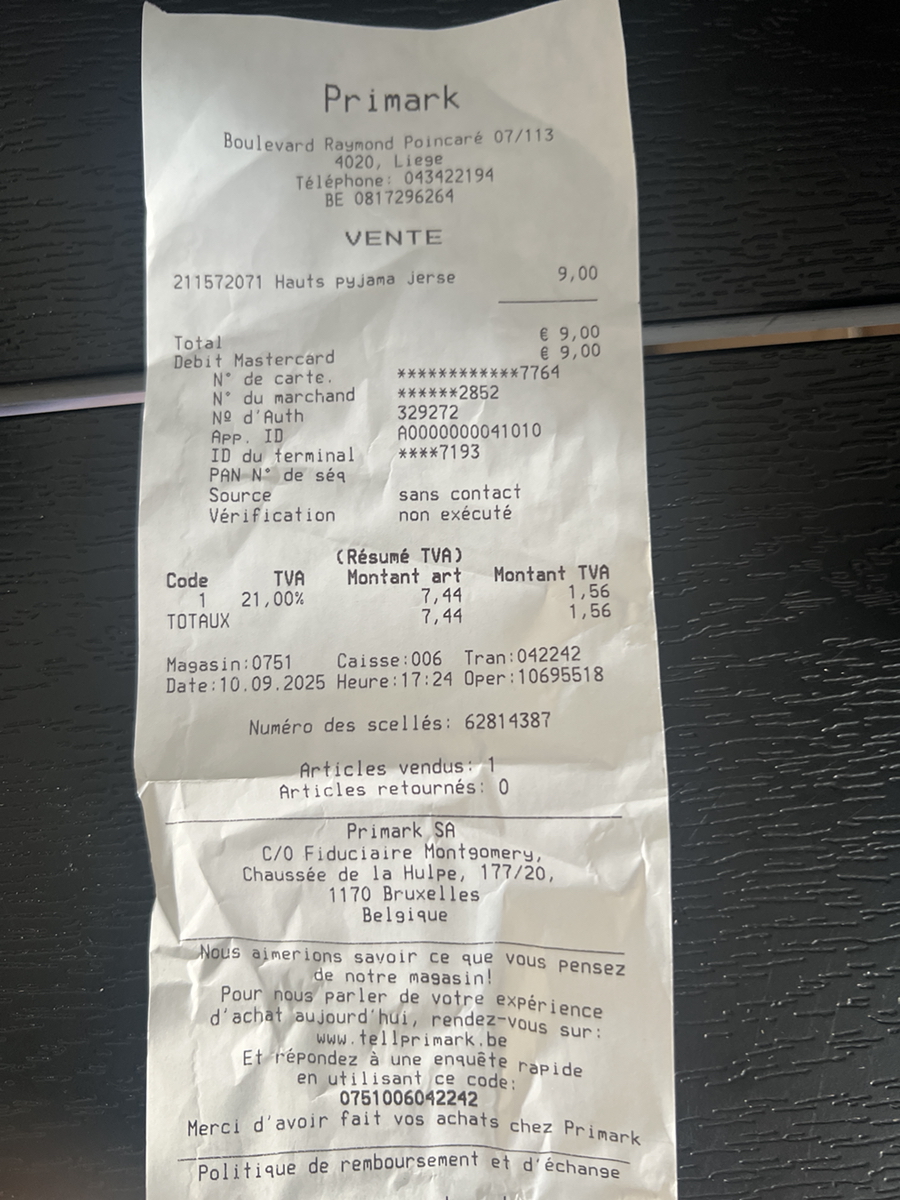 Primark
Boulevard Raymond Poincaré 07/113
4020, Liege
Téléphone: 043422194
BE 0817296264
VENTE
211572071 Hauts pyjama jerse 9,00
Total € 9,00
Debit Mastercard € 9,00
N° de carte. ************7764
N° du marchand ******2852
Nº d'Auth 329272
App. ID A0000000041010
ID du terminal ****7193
PAN N° de séq
Source sans contact
Vérification non exécuté
(Résumé TVA)
Code TVA Montant art Montant TVA
1 21,00% 7,44 1,56
TOTAUX 7,44 1,56
Magasin:0751 Caisse:006 Tran:042242
Date:10.09.2025 Heure:17:24 Oper:10695518
Numéro des scellés: 62814387
Articles vendus: 1
Articles retournés: 0
Primark SA
C/O Fiduciaire Montgomery,
Chaussée de la Hulpe, 177/20,
1170 Bruxelles
Belgique
Nous aimerions savoir ce que vous pensez
de notre magasin!
Pour nous parler de votre expérience
d'achat aujourd'hui, rendez-vous sur:
www.tellprimark.be
Et répondez à une enquête rapide
en utilisant ce code:
0751006042242
Merci d'avoir fait vos achats chez Primark
Politique de remboursement et d'échange